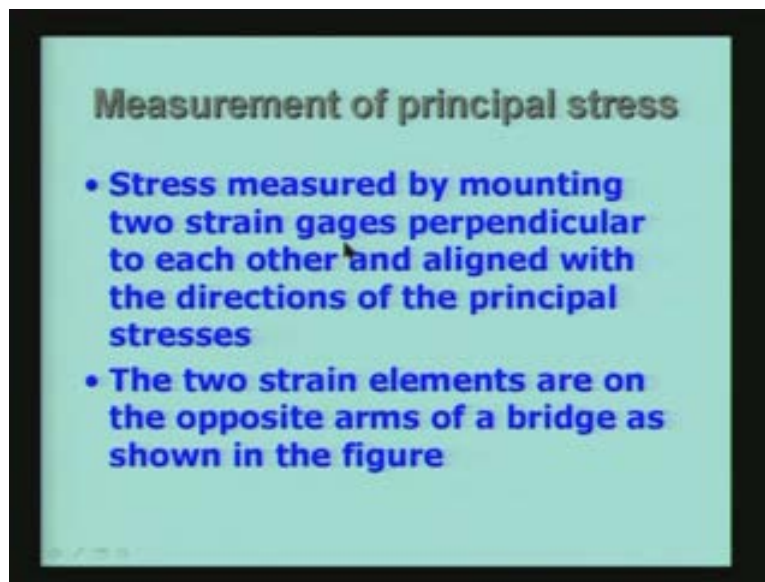 Measurement of principal stress
• Stress measured by mounting
two strain gages perpendicular
to each other and aligned with
the directions of the principal
stresses
• The two strain elements are on
the opposite arms of a bridge as
shown in the figure